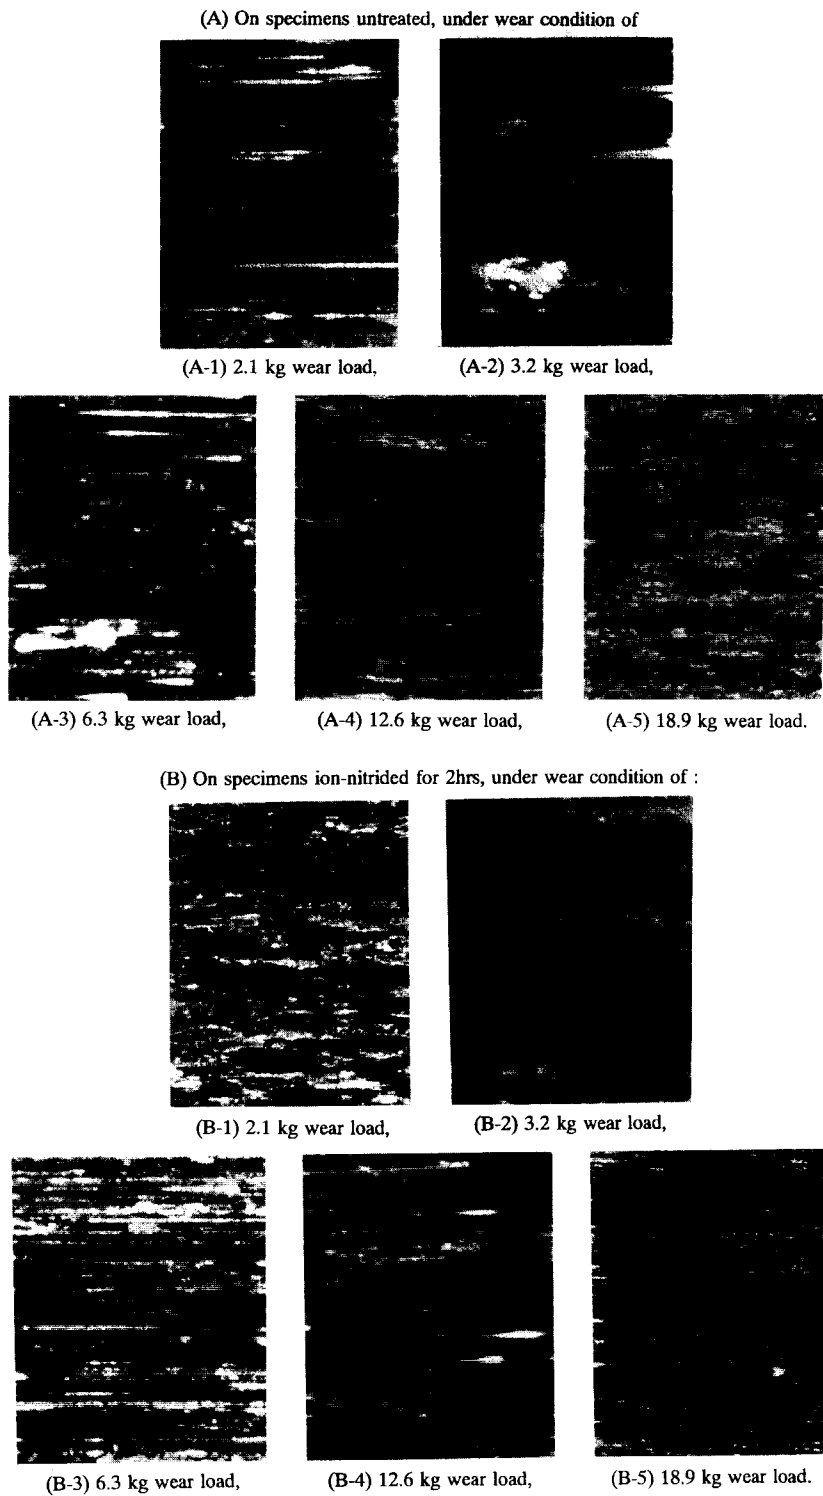 (A) On specimens untreated, under wear condition of
(A-1) 2.1 kg wear load,
(A-2) 3.2 kg wear load,
(A-3) 6.3 kg wear load,
(A-4) 12.6 kg wear load,
(A-5) 18.9 kg wear load.
(B) On specimens ion-nitrided for 2hrs, under wear condition of :
(B-1) 2.1 kg wear load,
(B-2) 3.2 kg wear load,
(B-3) 6.3 kg wear load,
(B-4) 12.6 kg wear load,
(B-5) 18.9 kg wear load.